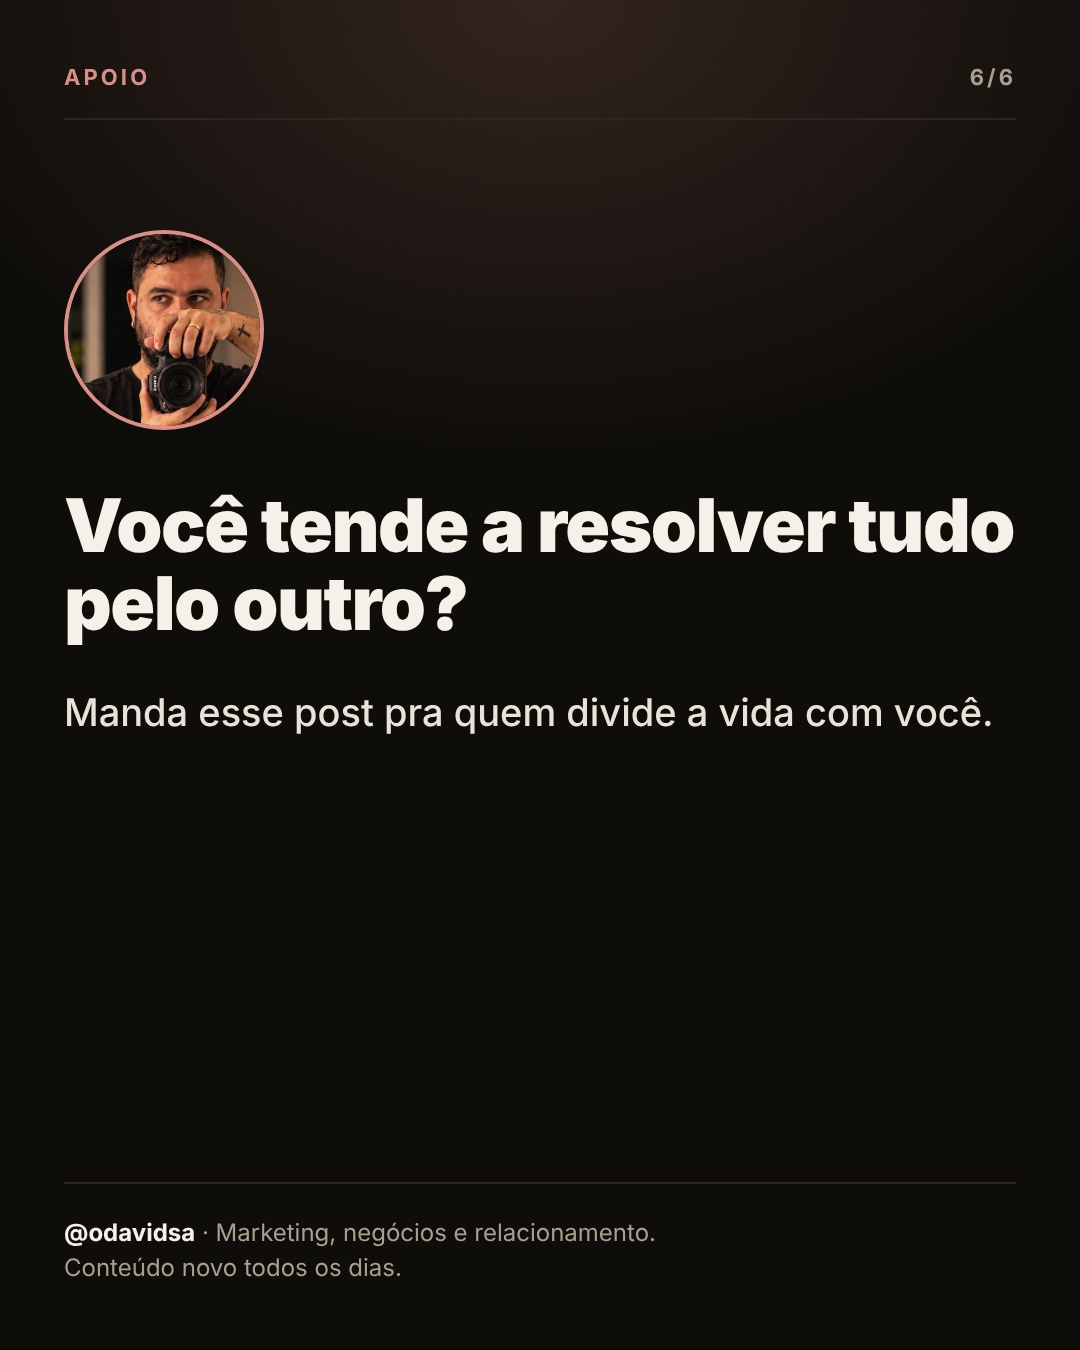 APOIO
6/6
Você tende a resolver tudo
pelo outro?
Manda esse post pra quem divide a vida com você.
@odavidsa · Marketing, negócios e relacionamento.
Conteúdo novo todos os dias.